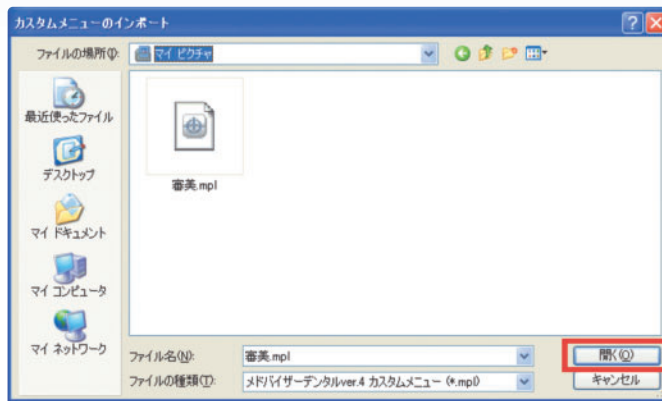 カスタムメニューのインポート
ファイルの場所(I):
マイ ピクチャ
最近使ったファイル
デスクトップ
マイ ドキュメント
マイ コンピュータ
マイ ネットワーク
審美.mpl
ファイル名(N):
審美.mpl
開く(O)
ファイルの種類(T):
メドバイザーデンタルver.4 カスタムメニュー (*.mpl)
キャンセル